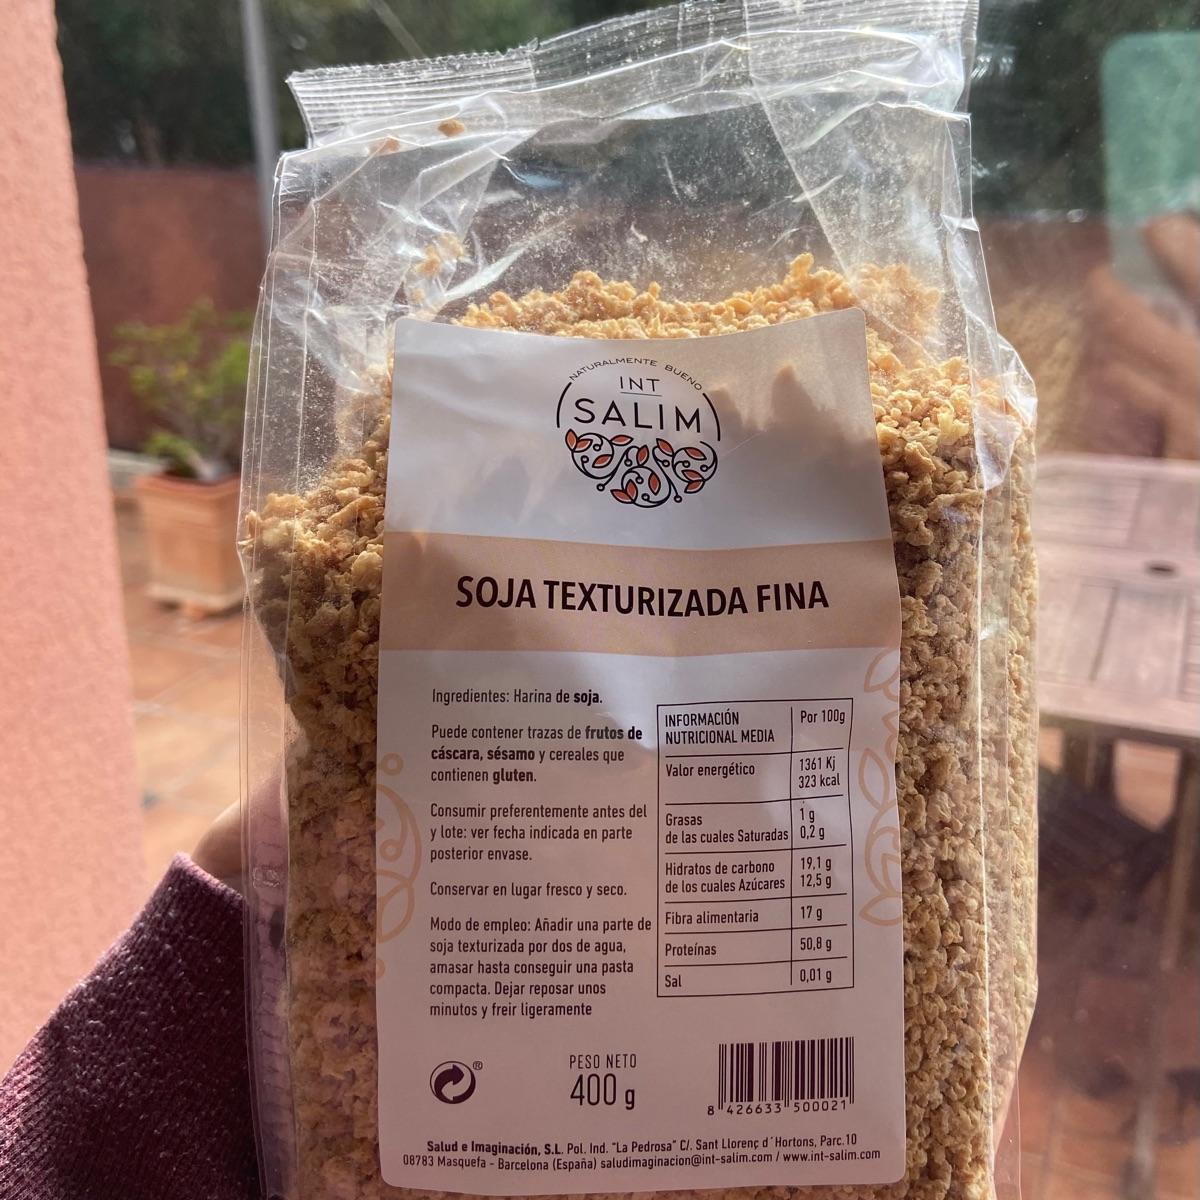 NATURALMENTE BUENO
INT
SALIM
SOJA TEXTURIZADA FINA
Ingredientes: Harina de soja.
Puede contener trazas de frutos de
cáscara, sésamo y cereales que
contienen gluten.
Consumir preferentemente antes del
y lote: ver fecha indicada en parte
posterior envase.
Conservar en lugar fresco y seco.
Modo de empleo: Añadir una parte de
soja texturizada por dos de agua,
amasar hasta conseguir una pasta
compacta. Dejar reposar unos
minutos y freir ligeramente
INFORMACIÓN
NUTRICIONAL MEDIA
Por 100g
Valor energético
1361 Kj
323 kcal
Grasas
1 g
de las cuales Saturadas
0,2 g
Hidratos de carbono
19,1 g
de los cuales Azúcares
12,5 g
Fibra alimentaria
17 g
Proteínas
50,8 g
Sal
0,01 g
®
PESO NETO
400 g
8 426633 500021
Salud e Imaginación, S.L. Pol. Ind. "La Pedrosa" C/. Sant Llorenç d´Hortons, Parc.10
08783 Masquefa - Barcelona (España) saludimaginacion@int-salim.com / www.int-salim.com